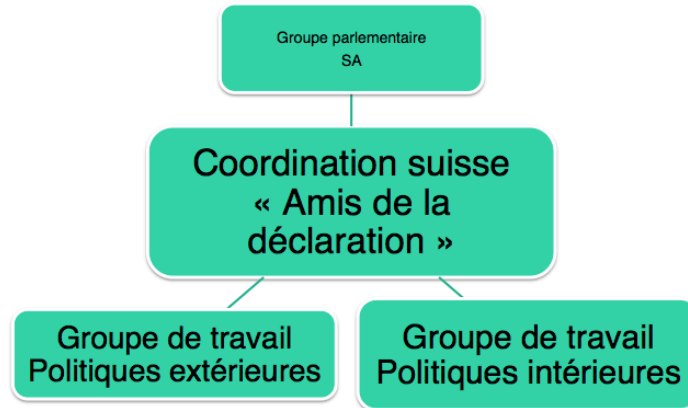 Groupe parlementaire
SA
Coordination suisse
« Amis de la
déclaration »
Groupe de travail
Politiques extérieures
Groupe de travail
Politiques intérieures